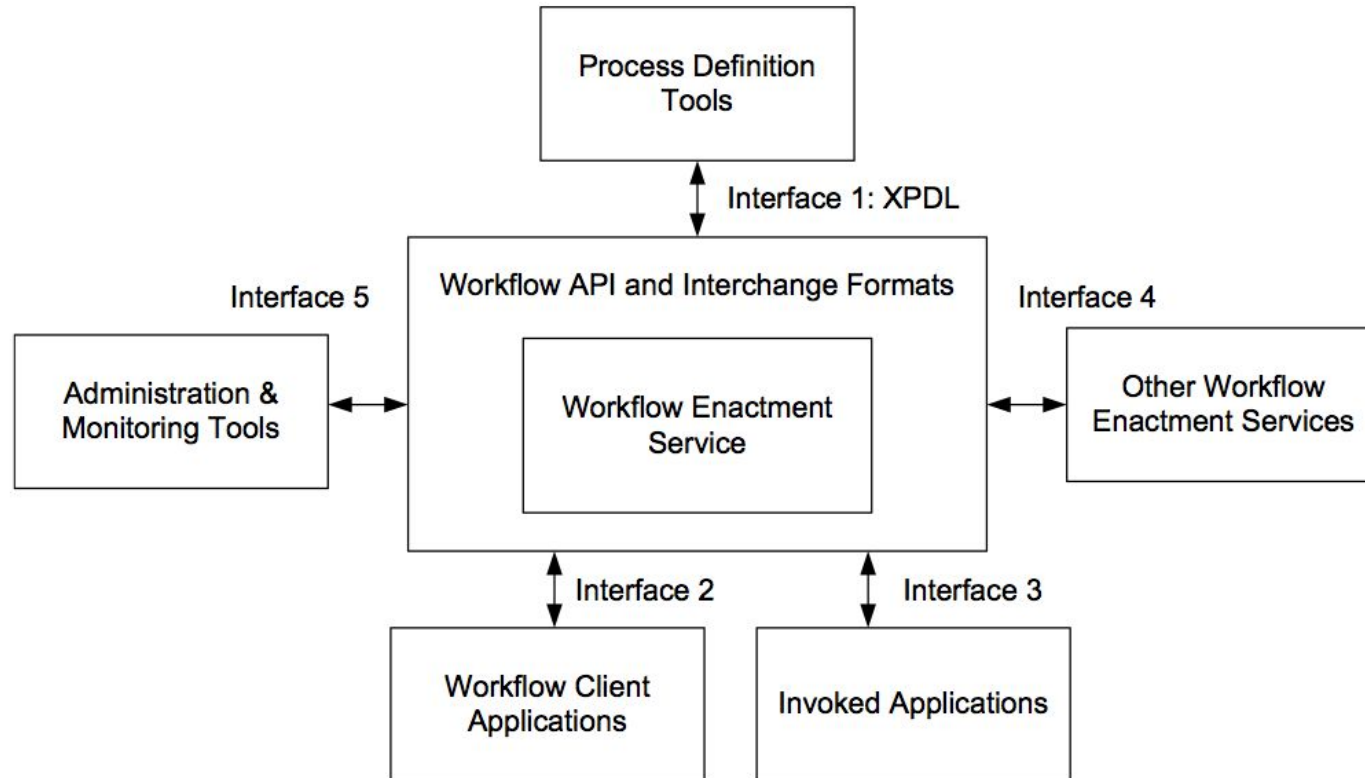 Process Definition
Tools
Interface 1: XPDL
Workflow API and Interchange Formats
Interface 5
Interface 4
Administration &
Monitoring Tools
Workflow Enactment
Service
Other Workflow
Enactment Services
Interface 2
Interface 3
Workflow Client
Applications
Invoked Applications